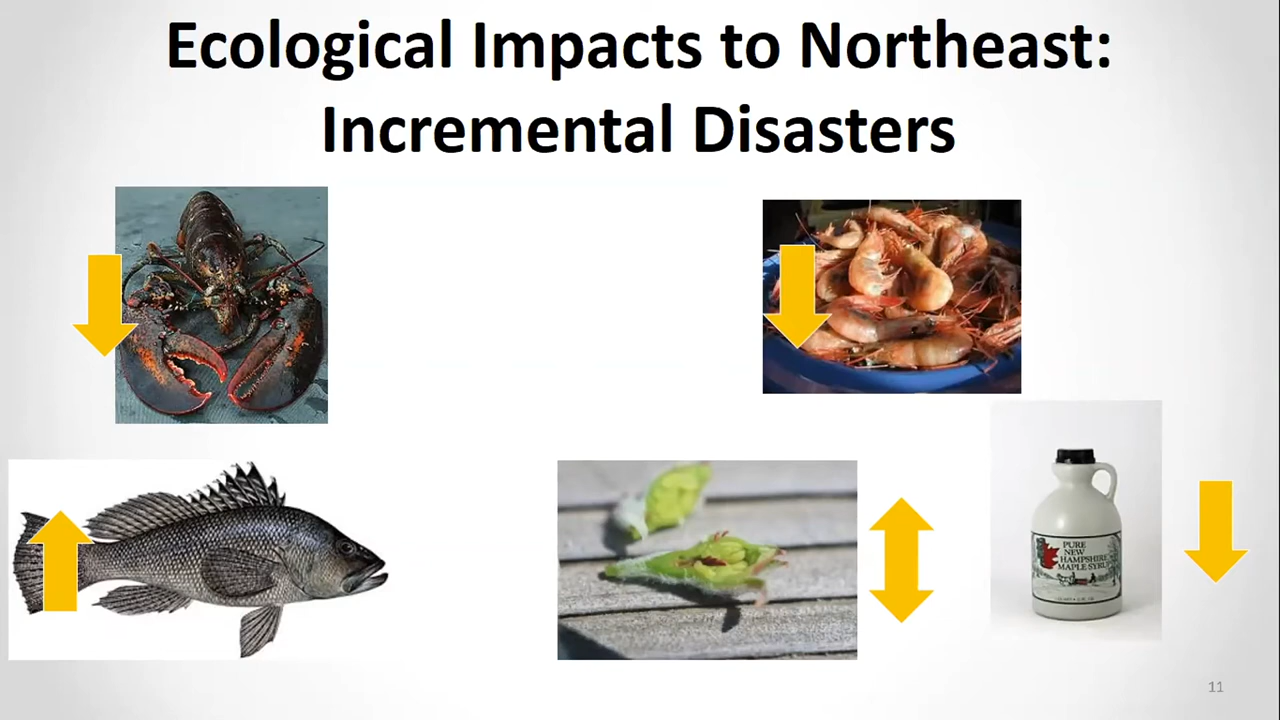 Ecological Impacts to Northeast:
Incremental Disasters
PURE
NEW
HAMPSHIRE
MAPLE SYRUP
11